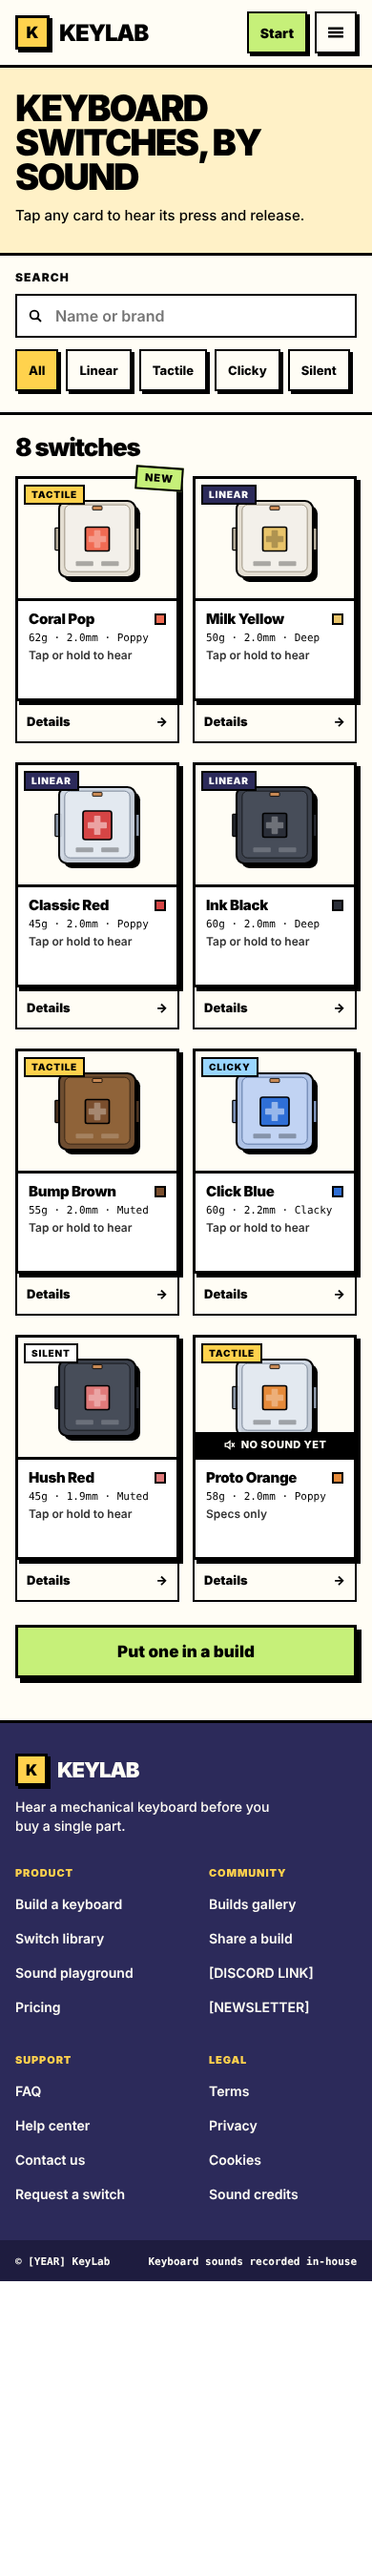 K KEYLAB
Start
KEYBOARD
SWITCHES, BY
SOUND
Tap any card to hear its press and release.
SEARCH
Name or brand
All Linear Tactile Clicky Silent
8 switches
NEW
TACTILE
Coral Pop
62g · 2.0mm · Poppy
Tap or hold to hear
Details →
LINEAR
Milk Yellow
50g · 2.0mm · Deep
Tap or hold to hear
Details →
LINEAR
Classic Red
45g · 2.0mm · Poppy
Tap or hold to hear
Details →
LINEAR
Ink Black
60g · 2.0mm · Deep
Tap or hold to hear
Details →
TACTILE
Bump Brown
55g · 2.0mm · Muted
Tap or hold to hear
Details →
CLICKY
Click Blue
60g · 2.2mm · Clacky
Tap or hold to hear
Details →
SILENT
Hush Red
45g · 1.9mm · Muted
Tap or hold to hear
Details →
TACTILE
NO SOUND YET
Proto Orange
58g · 2.0mm · Poppy
Specs only
Details →
Put one in a build
K KEYLAB
Hear a mechanical keyboard before you
buy a single part.
PRODUCT
Build a keyboard
Switch library
Sound playground
Pricing
COMMUNITY
Builds gallery
Share a build
[DISCORD LINK]
[NEWSLETTER]
SUPPORT
FAQ
Help center
Contact us
Request a switch
LEGAL
Terms
Privacy
Cookies
Sound credits
© [YEAR] KeyLab
Keyboard sounds recorded in-house